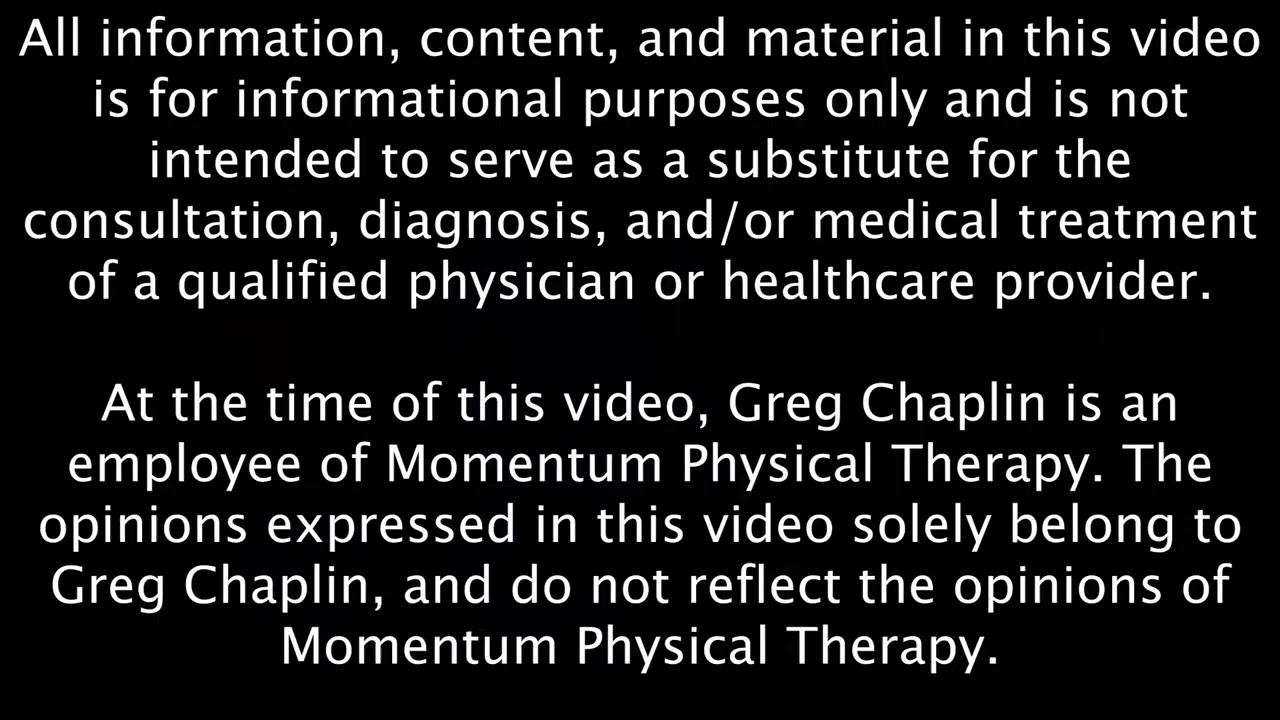 All information, content, and material in this video
is for informational purposes only and is not
intended to serve as a substitute for the
consultation, diagnosis, and/or medical treatment
of a qualified physician or healthcare provider.
At the time of this video, Greg Chaplin is an
employee of Momentum Physical Therapy. The
opinions expressed in this video solely belong to
Greg Chaplin, and do not reflect the opinions of
Momentum Physical Therapy.